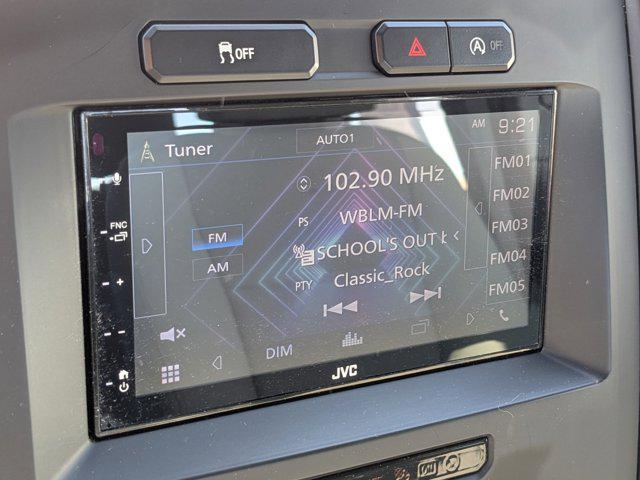 OFF
A OFF
Tuner
AUTO1
AM 9:21
102.90 MHz
FM01
FNC
PS WBLM-FM
FM02
FM
SCHOOL'S OUT
FM03
AM
PTY Classic_Rock
FM04
FM05
DIM
JVC